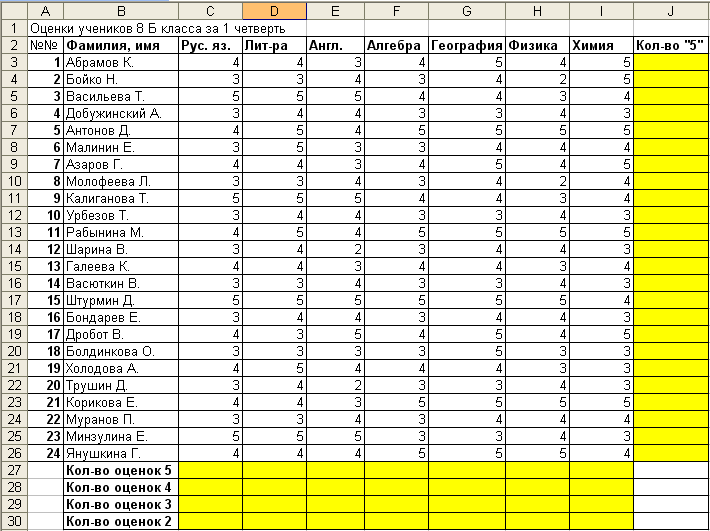 A B C D E F G H I J
1 Оценки учеников 8 Б класса за 1 четверть
2 №№ Фамилия, имя Рус. яз. Лит-ра Англ. Алгебра География Физика Химия Кол-во "5"
3 1 Абрамов К. 4 4 3 4 5 4 5
4 2 Бойко Н. 3 3 4 3 4 2 5
5 3 Васильева Т. 5 5 5 4 4 3 4
6 4 Добужинский А. 3 4 4 3 3 4 3
7 5 Антонов Д. 4 5 4 5 5 5 5
8 6 Малинин Е. 3 5 3 3 4 4 4
9 7 Азаров Г. 4 4 3 4 5 4 5
10 8 Молофеева Л. 3 3 4 3 4 2 4
11 9 Калиганова Т. 5 5 5 4 4 3 4
12 10 Урбезов Т. 3 4 4 3 3 4 3
13 11 Рабынина М. 4 5 4 5 5 5 5
14 12 Шарина В. 3 4 2 3 4 4 3
15 13 Галеева К. 4 4 3 4 4 3 4
16 14 Васюткин В. 3 3 4 3 4 3 3
17 15 Штурмин Д. 5 5 5 5 5 5 4
18 16 Бондарев Е. 3 4 4 3 3 4 3
19 17 Дробот В. 4 3 5 4 5 4 5
20 18 Болдинкова О. 3 3 3 3 5 3 3
21 19 Холодова А. 4 5 4 4 4 3 4
22 20 Трушин Д. 3 4 2 3 3 4 3
23 21 Корикова Е. 4 4 3 5 5 5 5
24 22 Муранов П. 3 3 4 3 4 4 4
25 23 Минзулина Е. 5 5 5 3 3 4 3
26 24 Янушкина Г. 4 4 4 5 5 5 4
27 Кол-во оценок 5
28 Кол-во оценок 4
29 Кол-во оценок 3
30 Кол-во оценок 2